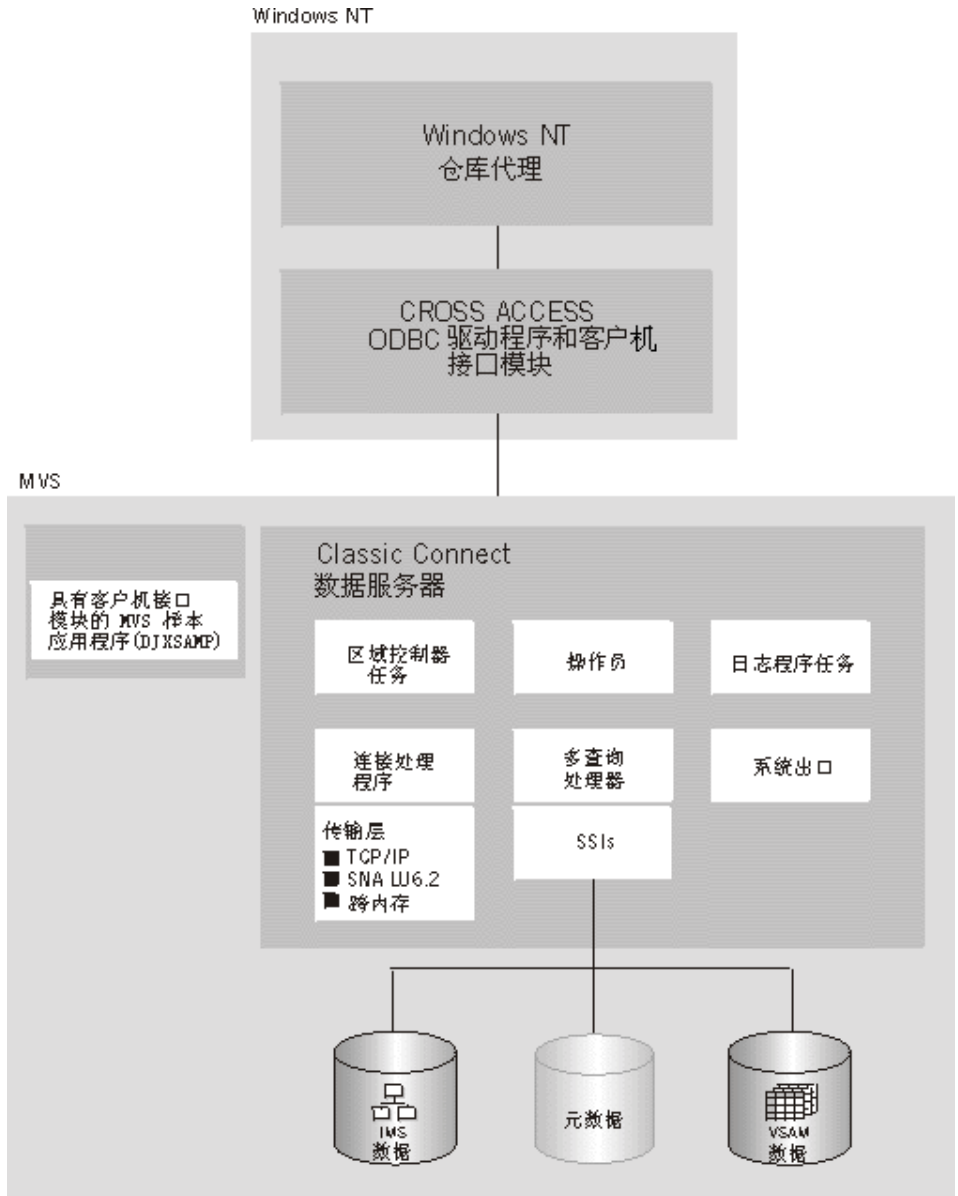 Windows NT
Windows NT
仓库代理
CROSS ACCESS
ODBC 驱动程序和客户机
接口模块
MVS
具有客户机接口
模块的 MVS 样本
应用程序(DJXSAMP)
Classic Connect
数据服务器
区域控制器
任务
操作员
日志程序任务
连接处理
程序
多查询
处理器
系统出口
传输层
■ TCP/IP
■ SNA LU6.2
■ 跨内存
SSIs
IMS
数据
元数据
VSAM
数据